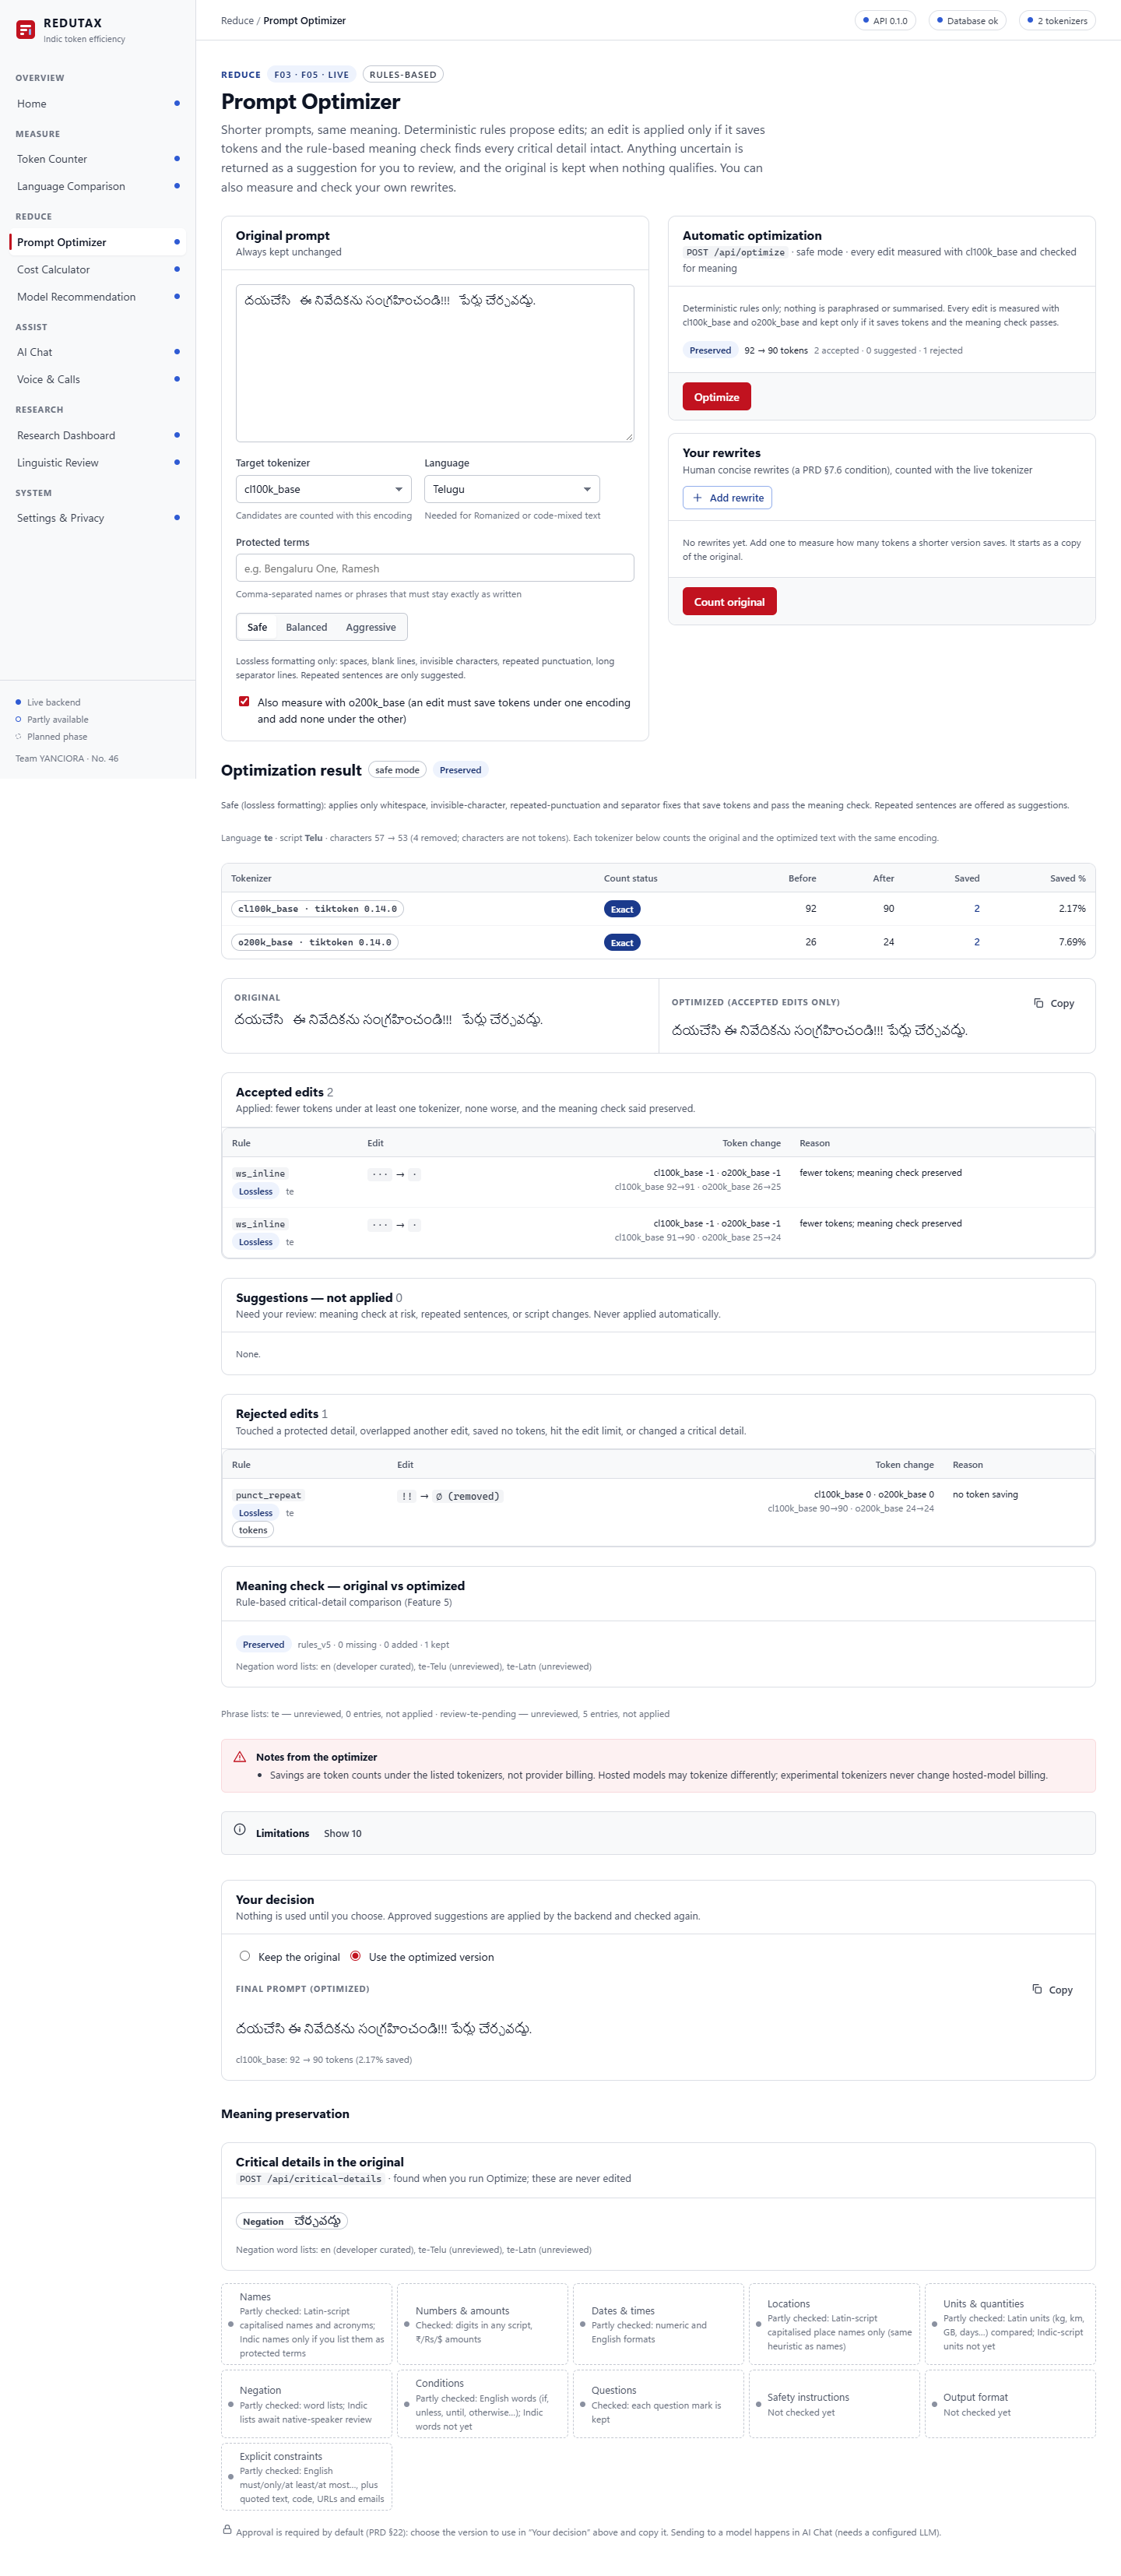 REDUTAX
Indic token efficiency
OVERVIEW
Home
MEASURE
Token Counter
Language Comparison
REDUCE
Prompt Optimizer
Cost Calculator
Model Recommendation
ASSIST
AI Chat
Voice & Calls
RESEARCH
Research Dashboard
Linguistic Review
SYSTEM
Settings & Privacy
Live backend
Partly available
Planned phase
Team YANCIORA · No. 46
Reduce / Prompt Optimizer
API 0.1.0
Database ok
2 tokenizers
REDUCE F03 · F05 · LIVE RULES-BASED
Prompt Optimizer
Shorter prompts, same meaning. Deterministic rules propose edits; an edit is applied only if it saves
tokens and the rule-based meaning check finds every critical detail intact. Anything uncertain is
returned as a suggestion for you to review, and the original is kept when nothing qualifies. You can
also measure and check your own rewrites.
Original prompt
Always kept unchanged
దయచేసి   ఈ నివేదికను సంగ్రహించండి!!!   పేర్లు చేర్చవద్దు.
Target tokenizer
cl100k_base
Candidates are counted with this encoding
Language
Telugu
Needed for Romanized or code-mixed text
Protected terms
e.g. Bengaluru One, Ramesh
Comma-separated names or phrases that must stay exactly as written
Safe Balanced Aggressive
Lossless formatting only: spaces, blank lines, invisible characters, repeated punctuation, long
separator lines. Repeated sentences are only suggested.
Also measure with o200k_base (an edit must save tokens under one encoding
and add none under the other)
Automatic optimization
POST /api/optimize · safe mode · every edit measured with cl100k_base and checked
for meaning
Deterministic rules only; nothing is paraphrased or summarised. Every edit is measured with
cl100k_base and o200k_base and kept only if it saves tokens and the meaning check passes.
Preserved 92 → 90 tokens 2 accepted · 0 suggested · 1 rejected
Optimize
Your rewrites
Human concise rewrites (a PRD §7.6 condition), counted with the live tokenizer
+ Add rewrite
No rewrites yet. Add one to measure how many tokens a shorter version saves. It starts as a copy
of the original.
Count original
Optimization result safe mode Preserved
Safe (lossless formatting): applies only whitespace, invisible-character, repeated-punctuation and separator fixes that save tokens and pass the meaning check. Repeated sentences are offered as suggestions.
Language te · script Telu · characters 57 → 53 (4 removed; characters are not tokens). Each tokenizer below counts the original and the optimized text with the same encoding.
Tokenizer Count status Before After Saved Saved %
cl100k_base · tiktoken 0.14.0 Exact 92 90 2 2.17%
o200k_base · tiktoken 0.14.0 Exact 26 24 2 7.69%
ORIGINAL
దయచేసి   ఈ నివేదికను సంగ్రహించండి!!!   పేర్లు చేర్చవద్దు.
OPTIMIZED (ACCEPTED EDITS ONLY) Copy
దయచేసి ఈ నివేదికను సంగ్రహించండి!!! పేర్లు చేర్చవద్దు.
Accepted edits 2
Applied: fewer tokens under at least one tokenizer, none worse, and the meaning check said preserved.
Rule Edit Token change Reason
ws_inline ··· → · cl100k_base -1 · o200k_base -1 fewer tokens; meaning check preserved
Lossless te cl100k_base 92→91 · o200k_base 26→25
ws_inline ··· → · cl100k_base -1 · o200k_base -1 fewer tokens; meaning check preserved
Lossless te cl100k_base 91→90 · o200k_base 25→24
Suggestions — not applied 0
Need your review: meaning check at risk, repeated sentences, or script changes. Never applied automatically.
None.
Rejected edits 1
Touched a protected detail, overlapped another edit, saved no tokens, hit the edit limit, or changed a critical detail.
Rule Edit Token change Reason
punct_repeat !! → ∅ (removed) cl100k_base 0 · o200k_base 0 no token saving
Lossless te cl100k_base 90→90 · o200k_base 24→24
tokens
Meaning check — original vs optimized
Rule-based critical-detail comparison (Feature 5)
Preserved rules_v5 · 0 missing · 0 added · 1 kept
Negation word lists: en (developer curated), te-Telu (unreviewed), te-Latn (unreviewed)
Phrase lists: te — unreviewed, 0 entries, not applied · review-te-pending — unreviewed, 5 entries, not applied
Notes from the optimizer
• Savings are token counts under the listed tokenizers, not provider billing. Hosted models may tokenize differently; experimental tokenizers never change hosted-model billing.
Limitations Show 10
Your decision
Nothing is used until you choose. Approved suggestions are applied by the backend and checked again.
Keep the original Use the optimized version
FINAL PROMPT (OPTIMIZED) Copy
దయచేసి ఈ నివేదికను సంగ్రహించండి!!! పేర్లు చేర్చవద్దు.
cl100k_base: 92 → 90 tokens (2.17% saved)
Meaning preservation
Critical details in the original
POST /api/critical-details · found when you run Optimize; these are never edited
Negation చేర్చవద్దు
Negation word lists: en (developer curated), te-Telu (unreviewed), te-Latn (unreviewed)
Names
Partly checked: Latin-script
capitalised names and acronyms;
Indic names only if you list them as
protected terms
Numbers & amounts
Checked: digits in any script,
₹/Rs/$ amounts
Dates & times
Partly checked: numeric and
English formats
Locations
Partly checked: Latin-script
capitalised place names only (same
heuristic as names)
Units & quantities
Partly checked: Latin units (kg, km,
GB, days...) compared; Indic-script
units not yet
Negation
Partly checked: word lists; Indic
lists await native-speaker review
Conditions
Partly checked: English words (if,
unless, until, otherwise...); Indic
words not yet
Questions
Checked: each question mark is
kept
Safety instructions
Not checked yet
Output format
Not checked yet
Explicit constraints
Partly checked: English
must/only/at least/at most..., plus
quoted text, code, URLs and emails
Approval is required by default (PRD §22): choose the version to use in “Your decision” above and copy it. Sending to a model happens in AI Chat (needs a configured LLM).